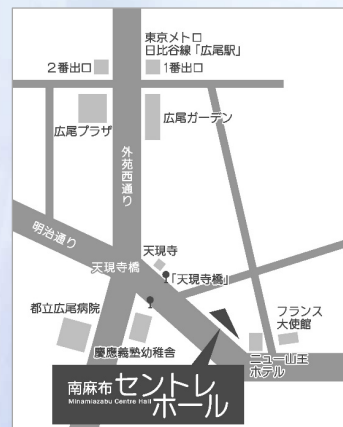 東京メトロ
日比谷線「広尾駅」
2番出口
1番出口
広尾プラザ
広尾ガーデン
外苑西通り
明治通り
天現寺
天現寺橋
「天現寺橋」
都立広尾病院
慶應義塾幼稚舎
フランス
大使館
ニュー山王
ホテル
南麻布セントレ
Minamiazabu Centre Hall
ホール